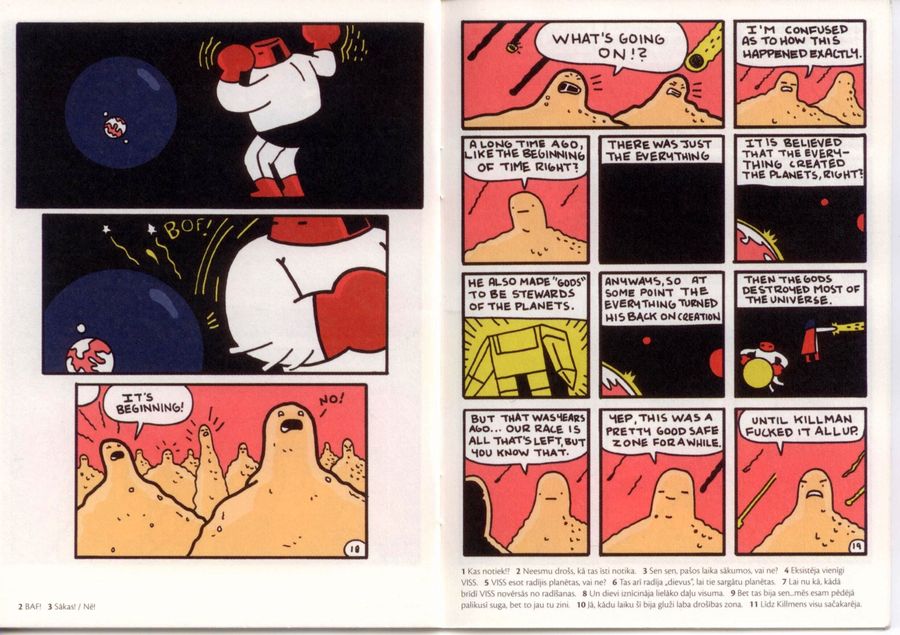 BOF!
IT'S
BEGINNING!
NO!
18
2 BAF! 3 Sākas! / Nē!
WHAT'S GOING
ON!?
I'M CONFUSED
AS TO HOW THIS
HAPPENED EXACTLY.
A LONG TIME AGO,
LIKE THE BEGINNING
OF TIME RIGHT?
THERE WAS JUST
THE EVERYTHING
IT IS BELIEVED
THAT THE EVERY-
THING CREATED
THE PLANETS, RIGHT?
HE ALSO MADE "GODS"
TO BE STEWARDS
OF THE PLANETS.
ANYWAYS, SO AT
SOME POINT THE
EVERYTHING TURNED
HIS BACK ON CREATION
THEN THE GODS
DESTROYED MOST OF
THE UNIVERSE.
BUT THAT WAS YEARS
AGO... OUR RACE IS
ALL THAT'S LEFT, BUT
YOU KNOW THAT.
YEP, THIS WAS A
PRETTY GOOD SAFE
ZONE FOR A WHILE.
UNTIL KILLMAN
FUCKED IT ALL UP.
19
1 Kas notiek!? 2 Neesmu drošs, kā tas īsti notika. 3 Sen sen, pašos laika sākumos, vai ne? 4 Eksistēja vienīgi
VISS. 5 VISS esot radījis planētas, vai ne? 6 Tas arī radīja „dievus", lai tie sargātu planētas. 7 Lai nu kā, kādā
brīdī VISS novērsās no radīšanas. 8 Un dievi iznīcināja lielāko daļu visuma. 9 Bet tas bija sen...mēs esam pēdējā
palikusī suga, bet to jau tu zini. 10 Jā, kādu laiku šī bija gluži laba drošības zona. 11 Līdz Killmens visu sačakarēja.